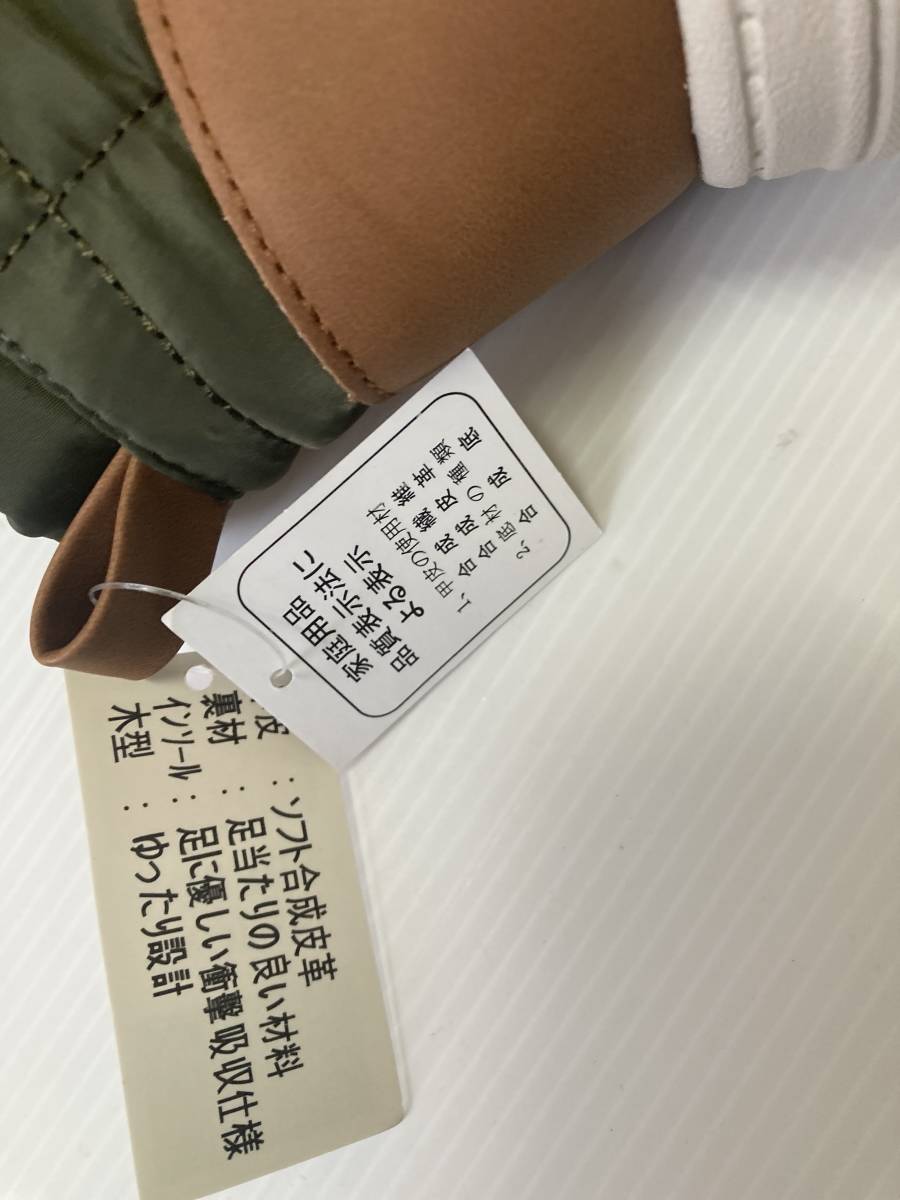 家庭用品
品質表示法に
よる表示
1、甲皮の使用材
合成繊維
合成皮革
2、底材の種類
合成底
皮 : ソフト合成皮革
裏材 : 足当たりの良い材料
インソール : 足に優しい衝撃吸収仕様
木型 : ゆったり設計